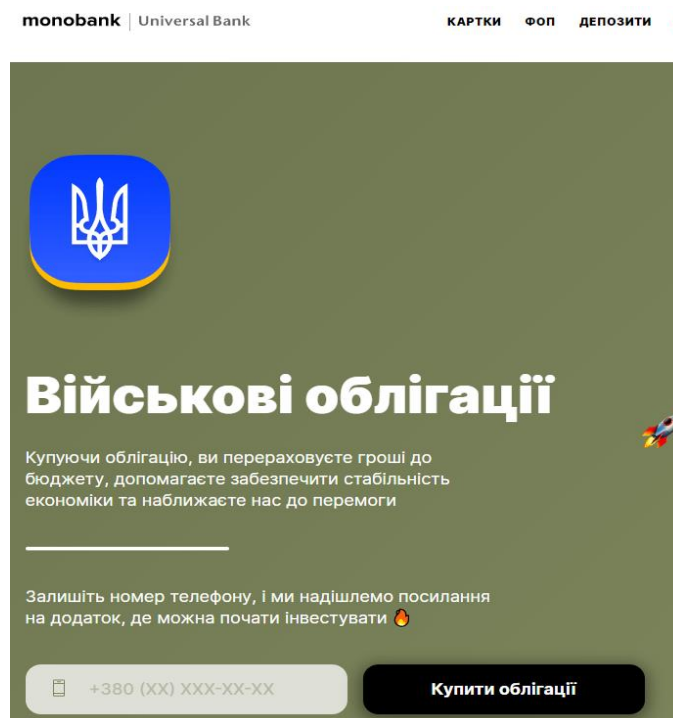 monobank | Universal Bank
КАРТКИ ФОП ДЕПОЗИТИ
Військові облігації
Купуючи облігацію, ви перераховуєте гроші до
бюджету, допомагаєте забезпечити стабільність
економіки та наближаєте нас до перемоги
Залишіть номер телефону, і ми надішлемо посилання
на додаток, де можна почати інвестувати 🔥
+380 (XX) XXX-XX-XX
Купити облігації